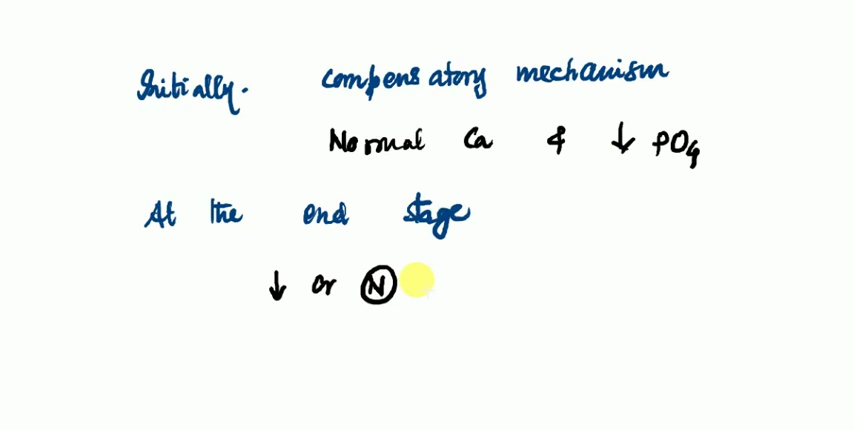 Initially. compensatory mechanism
Normal Ca & ↓ PO4
At the end stage
↓ or N